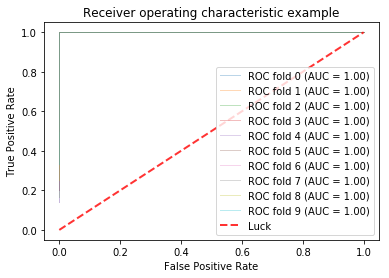 Receiver operating characteristic example
True Positive Rate
1.0
0.8
0.6
0.4
0.2
0.0
ROC fold 0 (AUC = 1.00)
ROC fold 1 (AUC = 1.00)
ROC fold 2 (AUC = 1.00)
ROC fold 3 (AUC = 1.00)
ROC fold 4 (AUC = 1.00)
ROC fold 5 (AUC = 1.00)
ROC fold 6 (AUC = 1.00)
ROC fold 7 (AUC = 1.00)
ROC fold 8 (AUC = 1.00)
ROC fold 9 (AUC = 1.00)
Luck
0.0 0.2 0.4 0.6 0.8 1.0
False Positive Rate